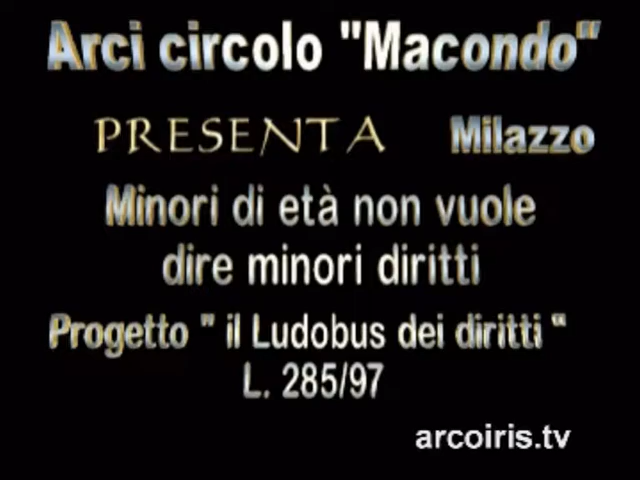 Arci circolo "Macondo"
PRESENTA Milazzo
Minori di età non vuole
dire minori diritti
Progetto " il Ludobus dei diritti "
L. 285/97
arcoiris.tv